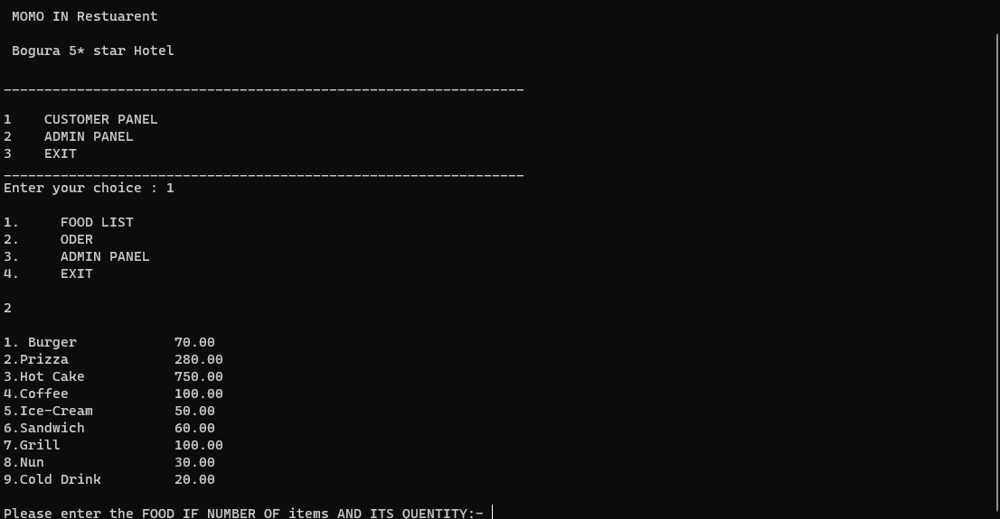 MOMO IN Restuarent
Bogura 5* star Hotel
________________________________________________________________
1 CUSTOMER PANEL
2 ADMIN PANEL
3 EXIT
________________________________________________________________
Enter your choice : 1
1. FOOD LIST
2. ODER
3. ADMIN PANEL
4. EXIT
2
1. Burger 70.00
2.Prizza 280.00
3.Hot Cake 750.00
4.Coffee 100.00
5.Ice-Cream 50.00
6.Sandwich 60.00
7.Grill 100.00
8.Nun 30.00
9.Cold Drink 20.00
Please enter the FOOD IF NUMBER OF items AND ITS QUENTITY:-